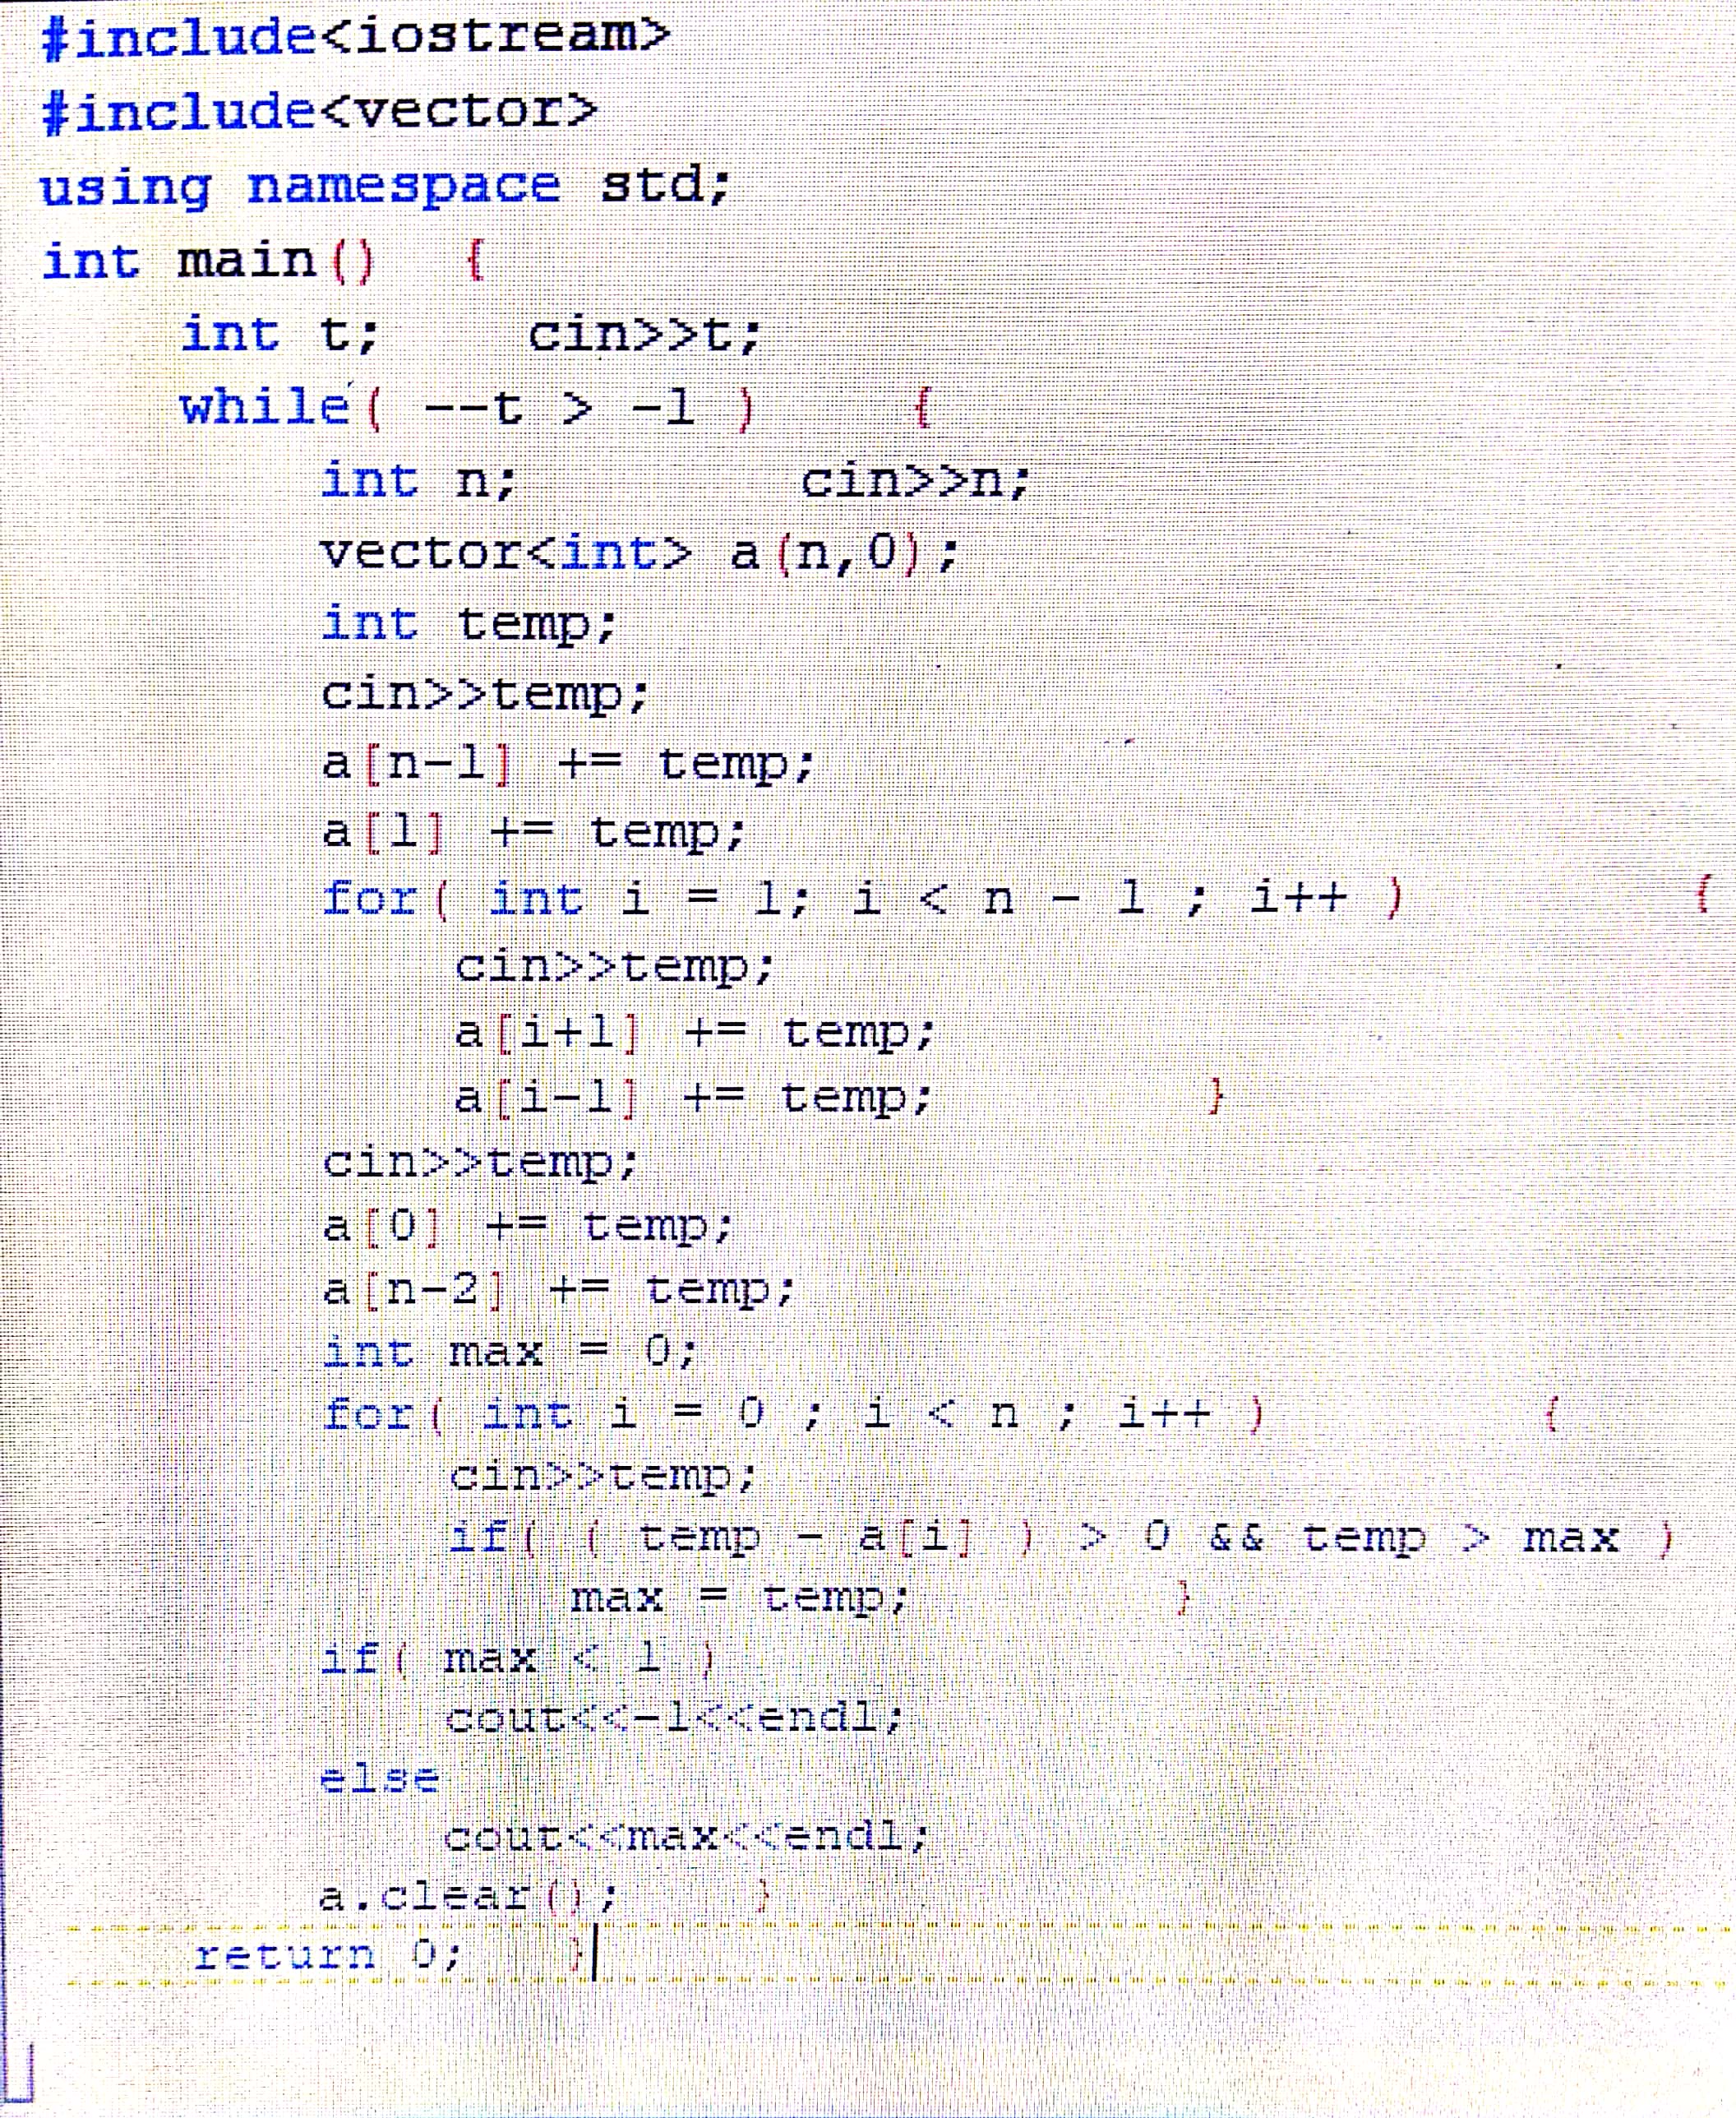 #include<iostream>
#include<vector>
using namespace std;
int main()  {
    int t;    cin>>t;
    while( --t > -1 )    {
        int n;        cin>>n;
        vector<int> a(n,0);
        int temp;
        cin>>temp;
        a[n-1] += temp;
        a[1] += temp;
        for( int i = 1; i < n - 1 ; i++ )        {
            cin>>temp;
            a[i+1] += temp;
            a[i-1] += temp;        }
        cin>>temp;
        a[0] += temp;
        a[n-2] += temp;
        int max = 0;
        for( int i = 0 ; i < n ; i++ )        {
            cin>>temp;
            if( ( temp - a[i] ) > 0 && temp > max )
                max = temp;        }
        if( max < 1 )
            cout<<-1<<endl;
        else
            cout<<max<<endl;
        a.clear();    }
    return 0;   }